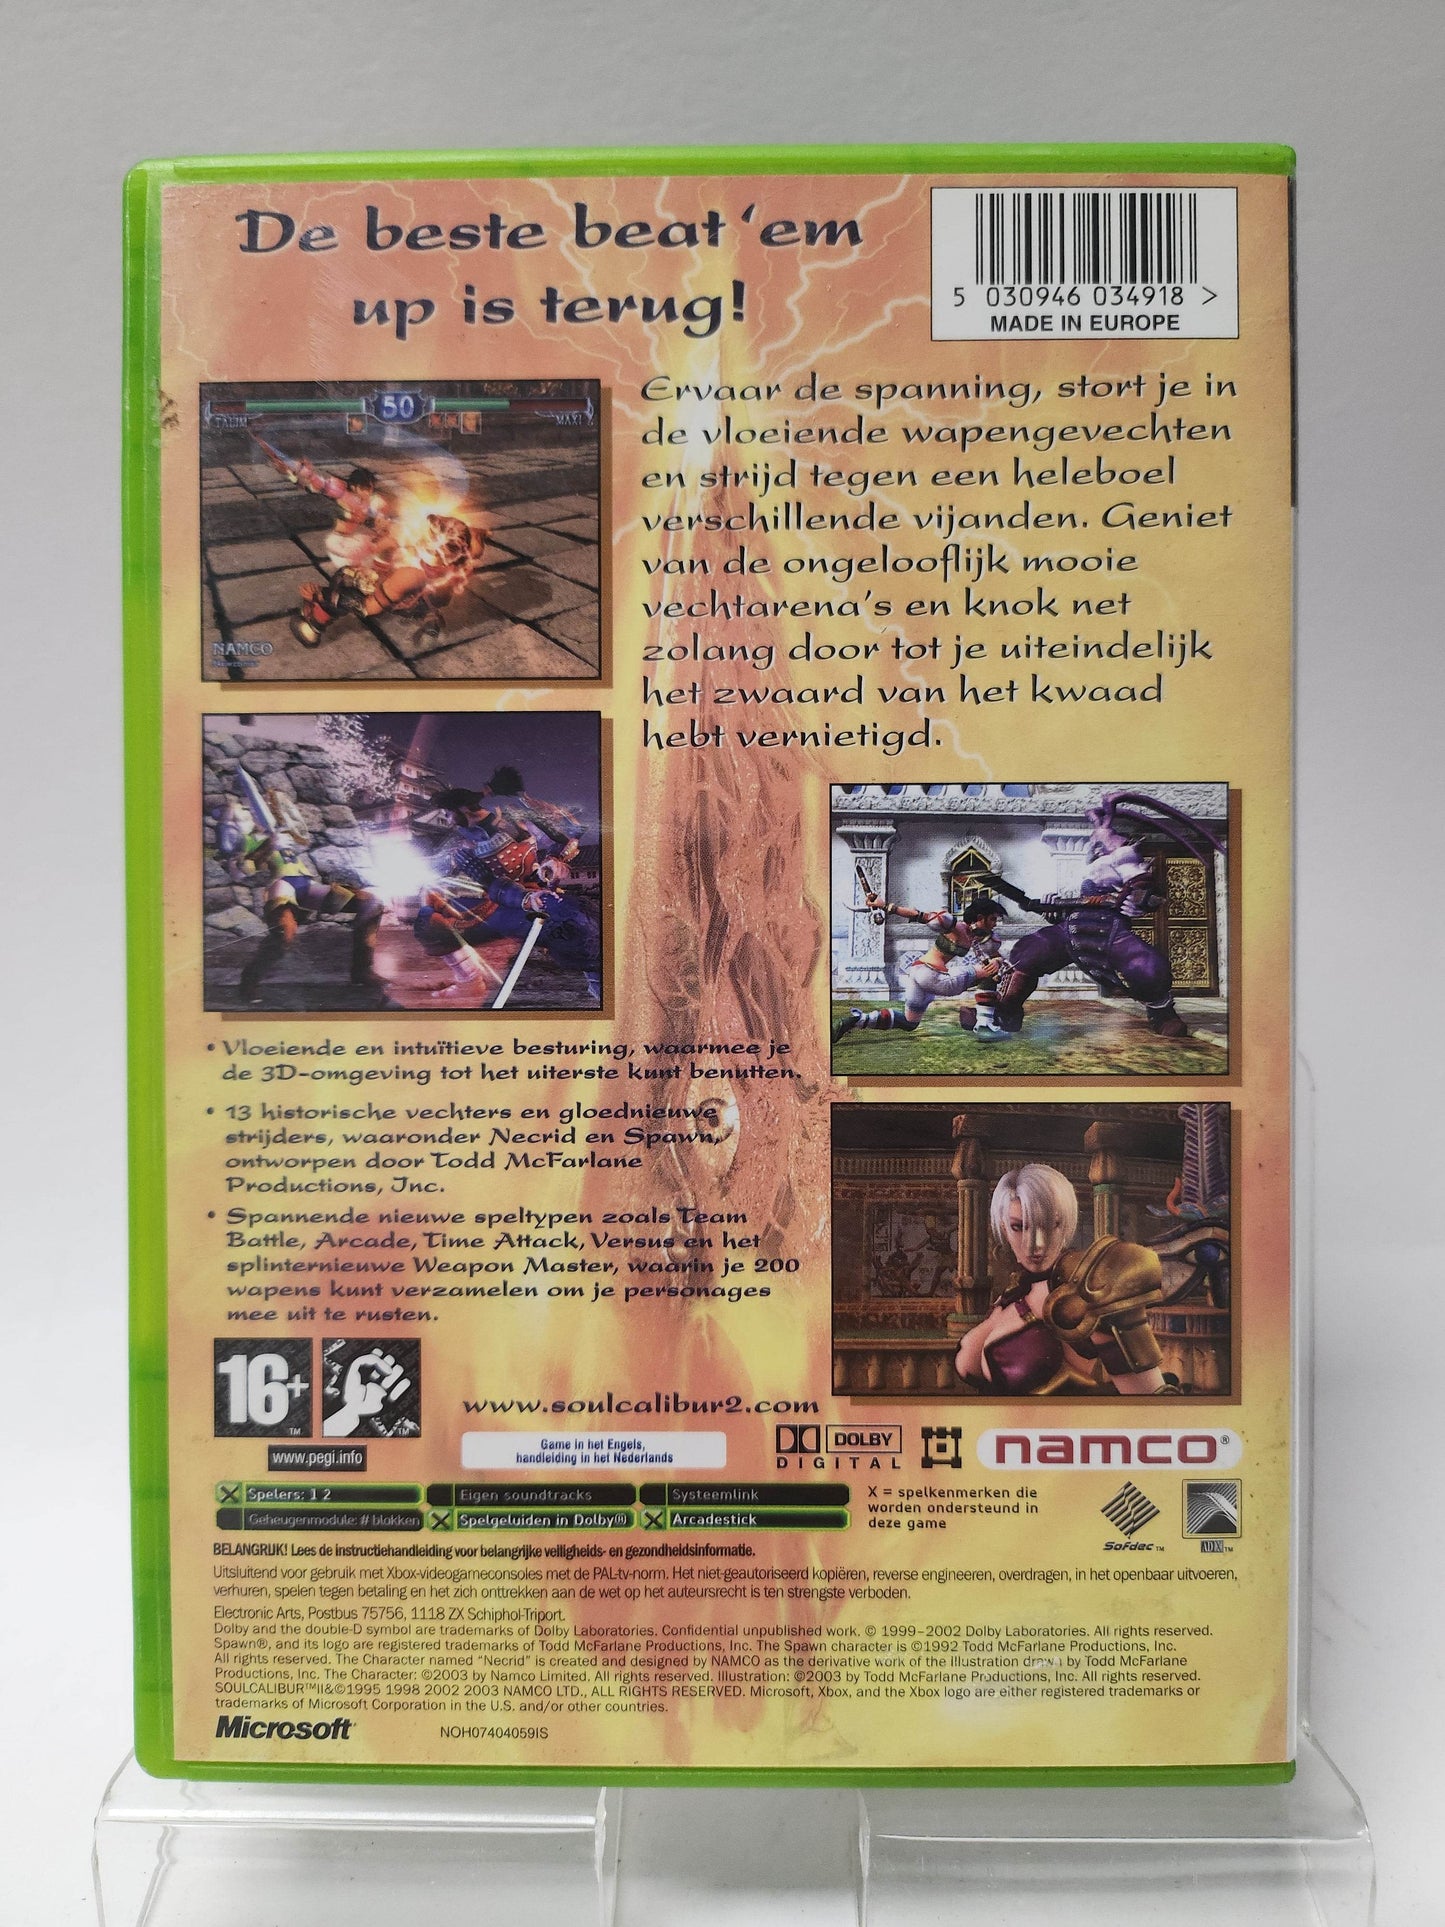 De beste beat 'em
up is terug!
5 030946 034918 >
MADE IN EUROPE
Ervaar de spanning, stort je in
de vloeiende wapengevechten
en strijd tegen een heleboel
verschillende vijanden. Geniet
van de ongelooflijk mooie
vechtarena's en knok net
zolang door tot je uiteindelijk
het zwaard van het kwaad
hebt vernietigd.
50
TALIM
MAXI
NAMCO
• Vloeiende en intuïtieve besturing, waarmee je
de 3D-omgeving tot het uiterste kunt benutten.
• 13 historische vechters en gloednieuwe
strijders, waaronder Necrid en Spawn,
ontworpen door Todd McFarlane
Productions, Inc.
• Spannende nieuwe speltypen zoals Team
Battle, Arcade, Time Attack, Versus en het
splinternieuwe Weapon Master, waarin je 200
wapens kunt verzamelen om je personages
mee uit te rusten.
16+
TM
TM
www.pegi.info
www.soulcalibur2.com
Game in het Engels,
handleiding in het Nederlands
DOLBY
DIGITAL
namco®
X Spelers: 1 2
Eigen soundtracks
Systeemlink
Geheugenmodule: # blokken
X Spelgeluiden in Dolby(R)
X Arcadestick
X = spelkenmerken die
worden ondersteund in
deze game
Sofdec™
ADX™
BELANGRIJK! Lees de instructiehandleiding voor belangrijke veiligheids- en gezondheidsinformatie.
Uitsluitend voor gebruik met Xbox-videogameconsoles met de PAL-tv-norm. Het niet-geautoriseerd kopiëren, reverse engineeren, overdragen, in het openbaar uitvoeren,
verhuren, spelen tegen betaling en het zich onttrekken aan de wet op het auteursrecht is ten strengste verboden.
Electronic Arts, Postbus 75756, 1118 ZX Schiphol-Triport.
Dolby and the double-D symbol are trademarks of Dolby Laboratories. Confidential unpublished work. © 1999–2002 Dolby Laboratories. All rights reserved.
Spawn®, and its logo are registered trademarks of Todd McFarlane Productions, Inc. The Spawn character is ©1992 Todd McFarlane Productions, Inc.
All rights reserved. The Character named "Necrid" is created and designed by NAMCO as the derivative work of the Illustration drawn by Todd McFarlane
Productions, Inc. The Character: ©2003 by Namco Limited. All rights reserved. Illustration: ©2003 by Todd McFarlane Productions, Inc. All rights reserved.
SOULCALIBUR™II&©1995 1998 2002 2003 NAMCO LTD., ALL RIGHTS RESERVED. Microsoft, Xbox, and the Xbox logo are either registered trademarks or
trademarks of Microsoft Corporation in the U.S. and/or other countries.
Microsoft®
NOH07404059IS